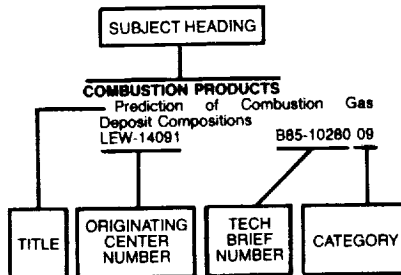 SUBJECT HEADING
COMBUSTION PRODUCTS
Prediction of Combustion Gas
Deposit Compositions
LEW-14091 B85-10280 09
TITLE
ORIGINATING
CENTER
NUMBER
TECH
BRIEF
NUMBER
CATEGORY